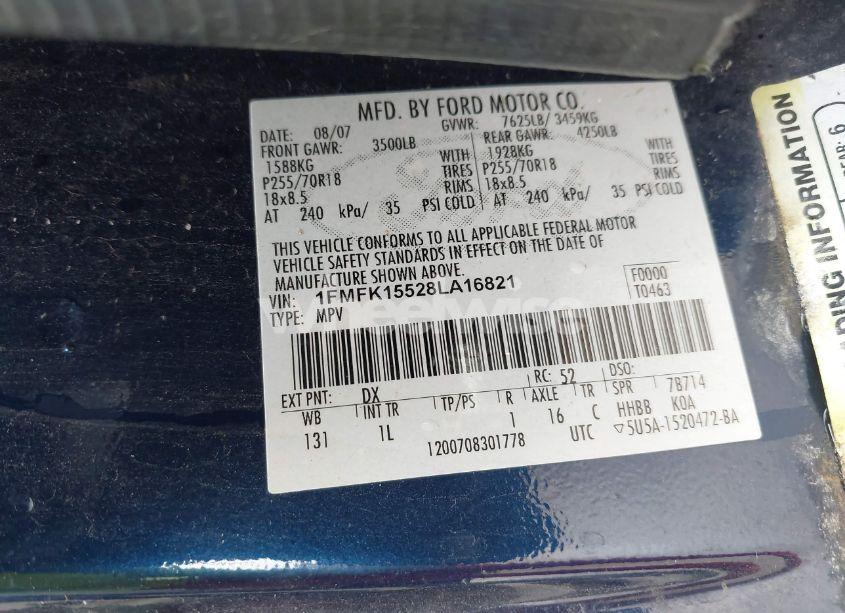 MFD. BY FORD MOTOR CO.
DATE: 08/07 GVWR: 7625LB/ 3459KG
FRONT GAWR: 3500LB REAR GAWR: 4250LB
1588KG WITH 1928KG WITH
P255/70R18 TIRES P255/70R18 TIRES
18x8.5 RIMS 18x8.5 RIMS
AT 240 kPa/ 35 PSI COLD AT 240 kPa/ 35 PSI COLD
THIS VEHICLE CONFORMS TO ALL APPLICABLE FEDERAL MOTOR
VEHICLE SAFETY STANDARDS IN EFFECT ON THE DATE OF
MANUFACTURE SHOWN ABOVE.
VIN: 1FMFK15528LA16821 F0000
TYPE: MPV T0463
EXT PNT: DX RC: 52 DSO:
WB INT TR TP/PS R AXLE TR SPR 7B714
131 1L 1 16 C HHBB KOA
1200708301778 UTC ▽5U5A-1520472-BA
ADING INFORMATION
REAR: 6